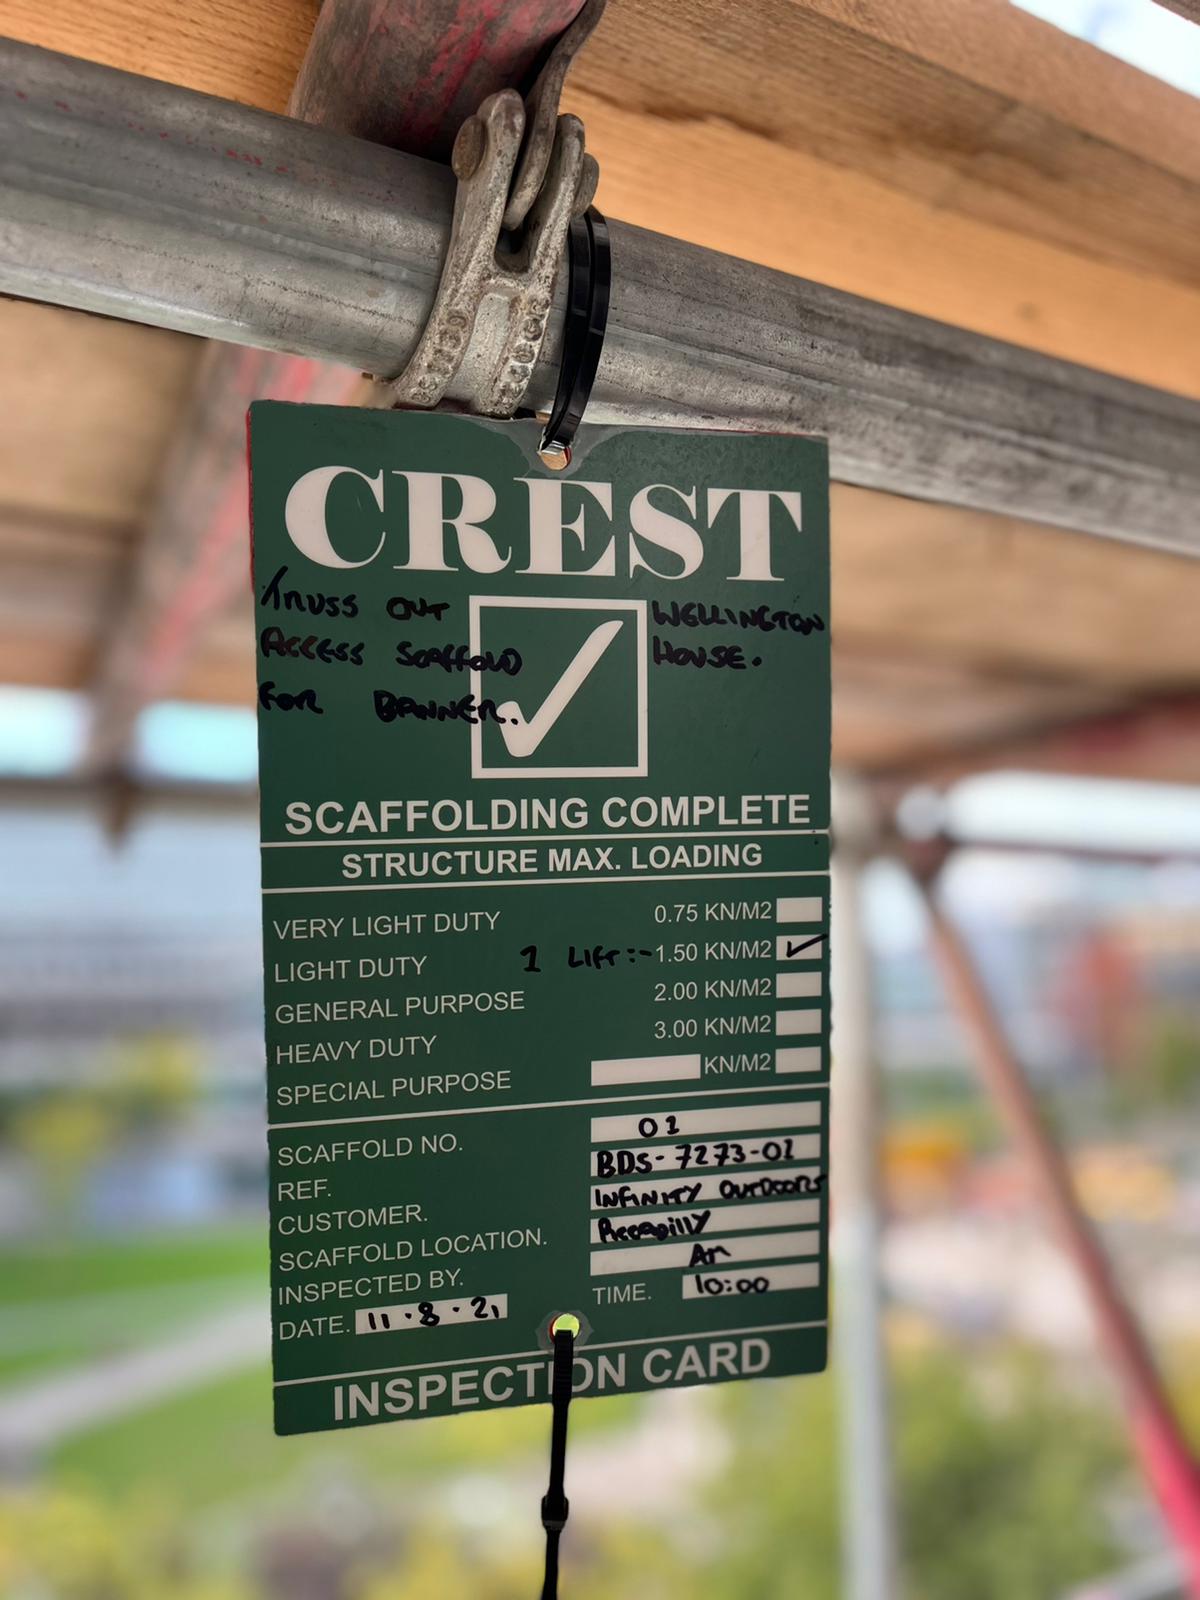 CREST
TRUSS OUT
ACCESS SCAFFOLD
FOR BANNER.
WELLINGTON
HOUSE.
SCAFFOLDING COMPLETE
STRUCTURE MAX. LOADING
VERY LIGHT DUTY 0.75 KN/M2
LIGHT DUTY 1 LIFT:- 1.50 KN/M2 ✓
GENERAL PURPOSE 2.00 KN/M2
HEAVY DUTY 3.00 KN/M2
SPECIAL PURPOSE KN/M2
SCAFFOLD NO. 01
REF. BDS-7273-01
CUSTOMER. INFINITY OUTDOORS
SCAFFOLD LOCATION. Piccadilly
INSPECTED BY.
TIME. 10:00
DATE. 11.8.21
INSPECTION CARD